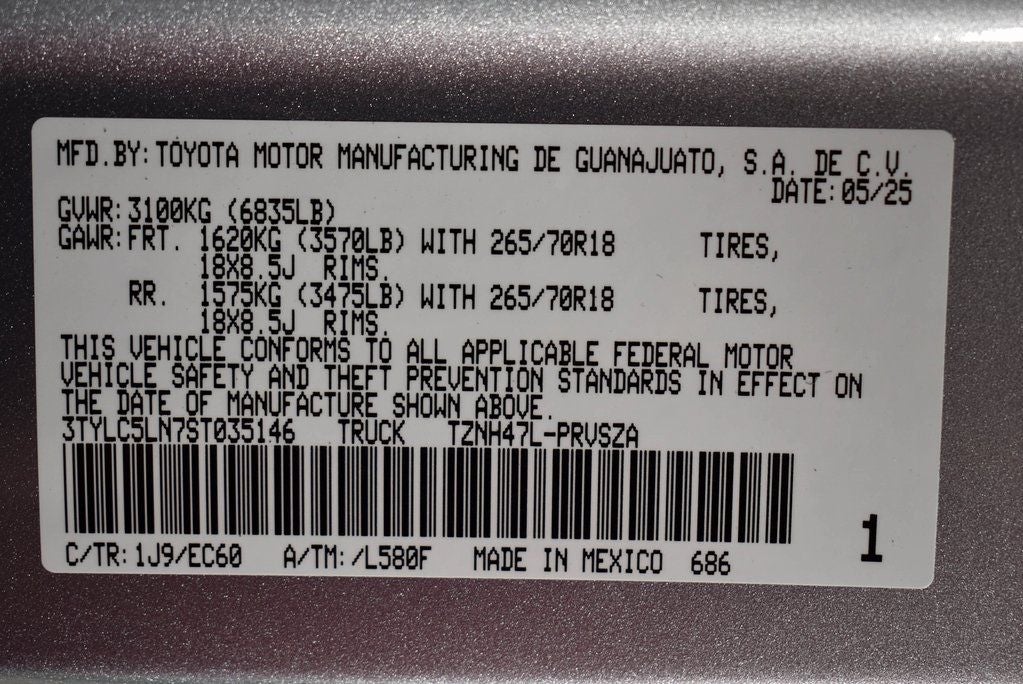 MFD.BY:TOYOTA MOTOR MANUFACTURING DE GUANAJUATO, S.A. DE C.V.
DATE:05/25
GVWR:3100KG (6835LB)
GAWR:FRT. 1620KG (3570LB) WITH 265/70R18 TIRES,
18X8.5J RIMS.
RR. 1575KG (3475LB) WITH 265/70R18 TIRES,
18X8.5J RIMS.
THIS VEHICLE CONFORMS TO ALL APPLICABLE FEDERAL MOTOR
VEHICLE SAFETY AND THEFT PREVENTION STANDARDS IN EFFECT ON
THE DATE OF MANUFACTURE SHOWN ABOVE.
3TYLC5LN7ST035146 TRUCK TZNH47L-PRVSZA
C/TR:1J9/EC60 A/TM:/L580F MADE IN MEXICO 686
1